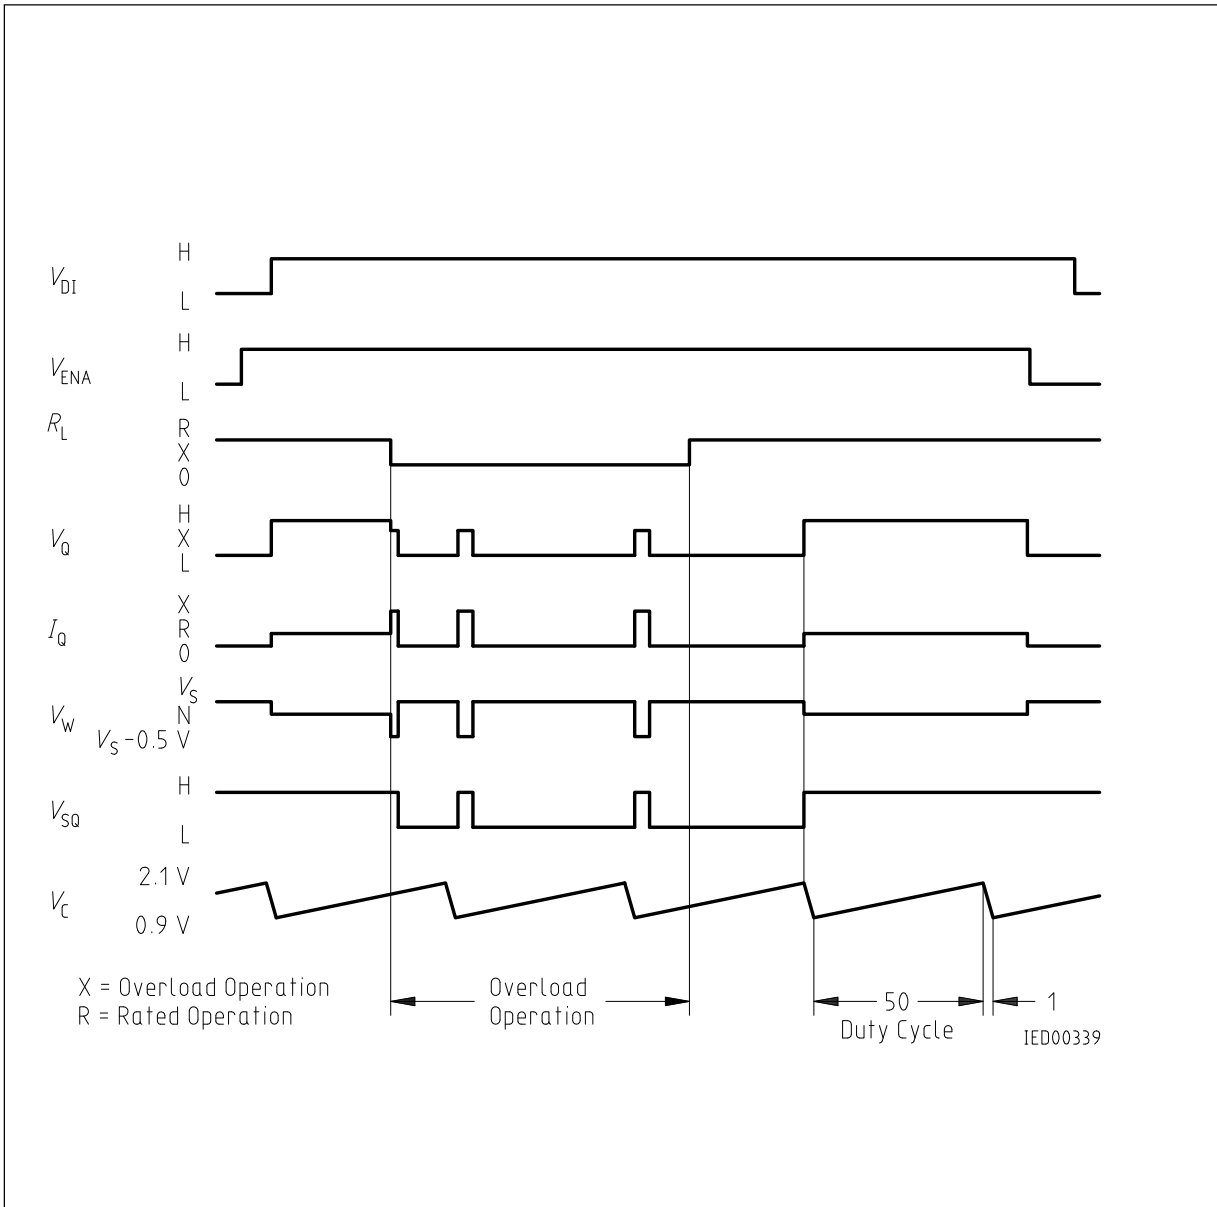 H
V_DI
L
H
V_ENA
L
R_L
R
X
0
H
V_Q
X
L
X
I_Q
R
0
V_S
V_W
N
V_S -0.5 V
H
V_SQ
L
2.1 V
V_C
0.9 V
X = Overload Operation
R = Rated Operation
Overload
Operation
50
1
Duty Cycle
IED00339